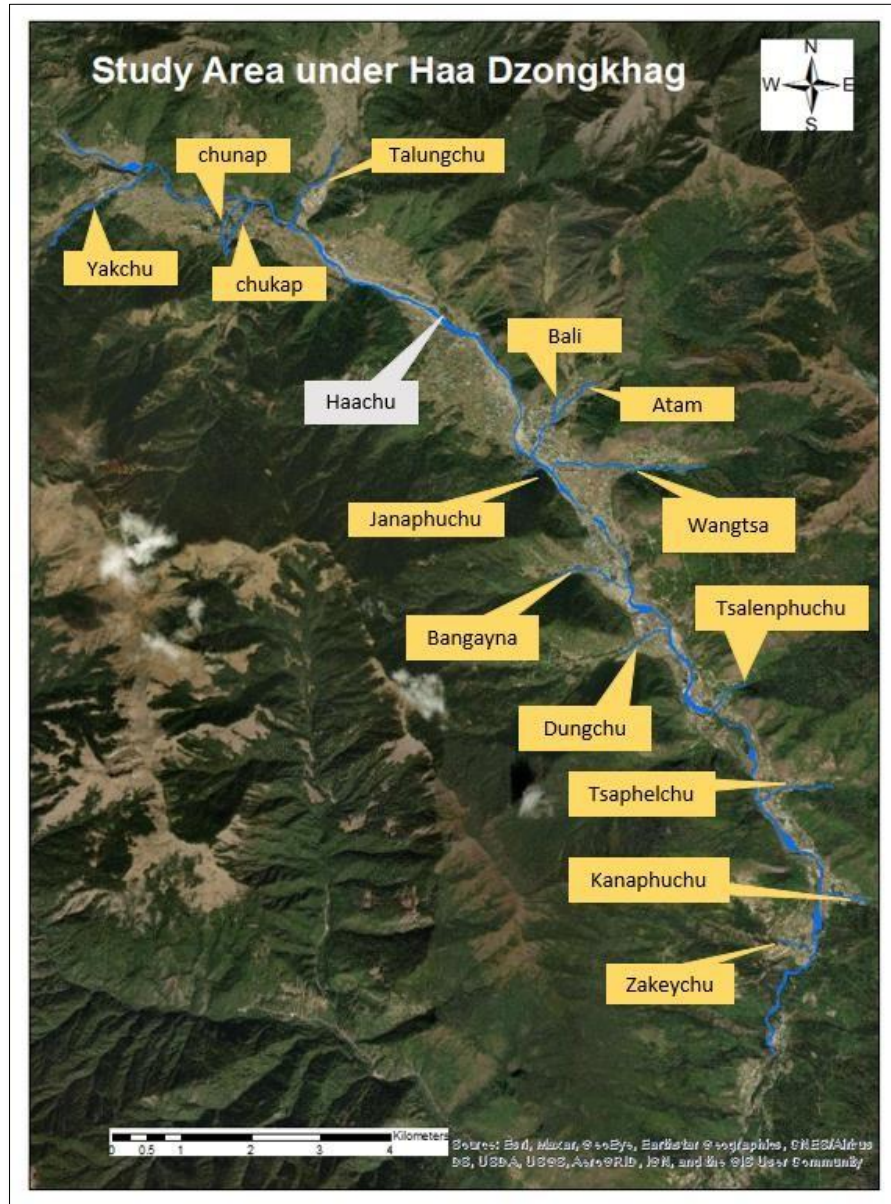 Study Area under Haa Dzongkhag
N
W E
S
chunap
Talungchu
Yakchu
chukap
Bali
Haachu
Atam
Janaphuchu
Wangtsa
Tsalenphuchu
Bangayna
Dungchu
Tsaphelchu
Kanaphuchu
Zakeychu
Kilometers
0 0.5 1 2 3 4
Source: Esri, Maxar, GeoEye, Earthstar Geographics, CNES/Airbus
DS, USDA, USGS, AeroGRID, IGN, and the GIS User Community